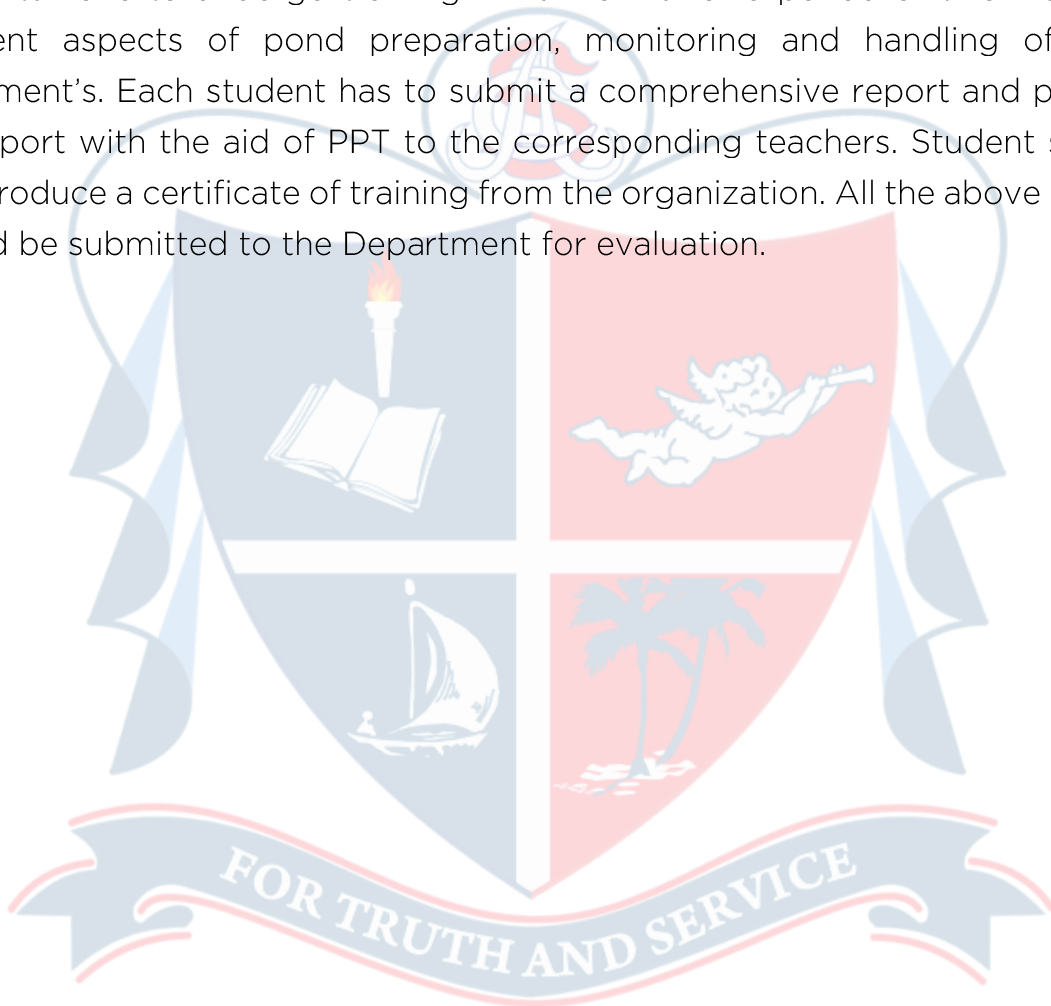 ent aspects of pond preparation, monitoring and handling of
ment's. Each student has to submit a comprehensive report and p
port with the aid of PPT to the corresponding teachers. Student s
roduce a certificate of training from the organization. All the above
d be submitted to the Department for evaluation.
FOR TRUTH AND SERVICE